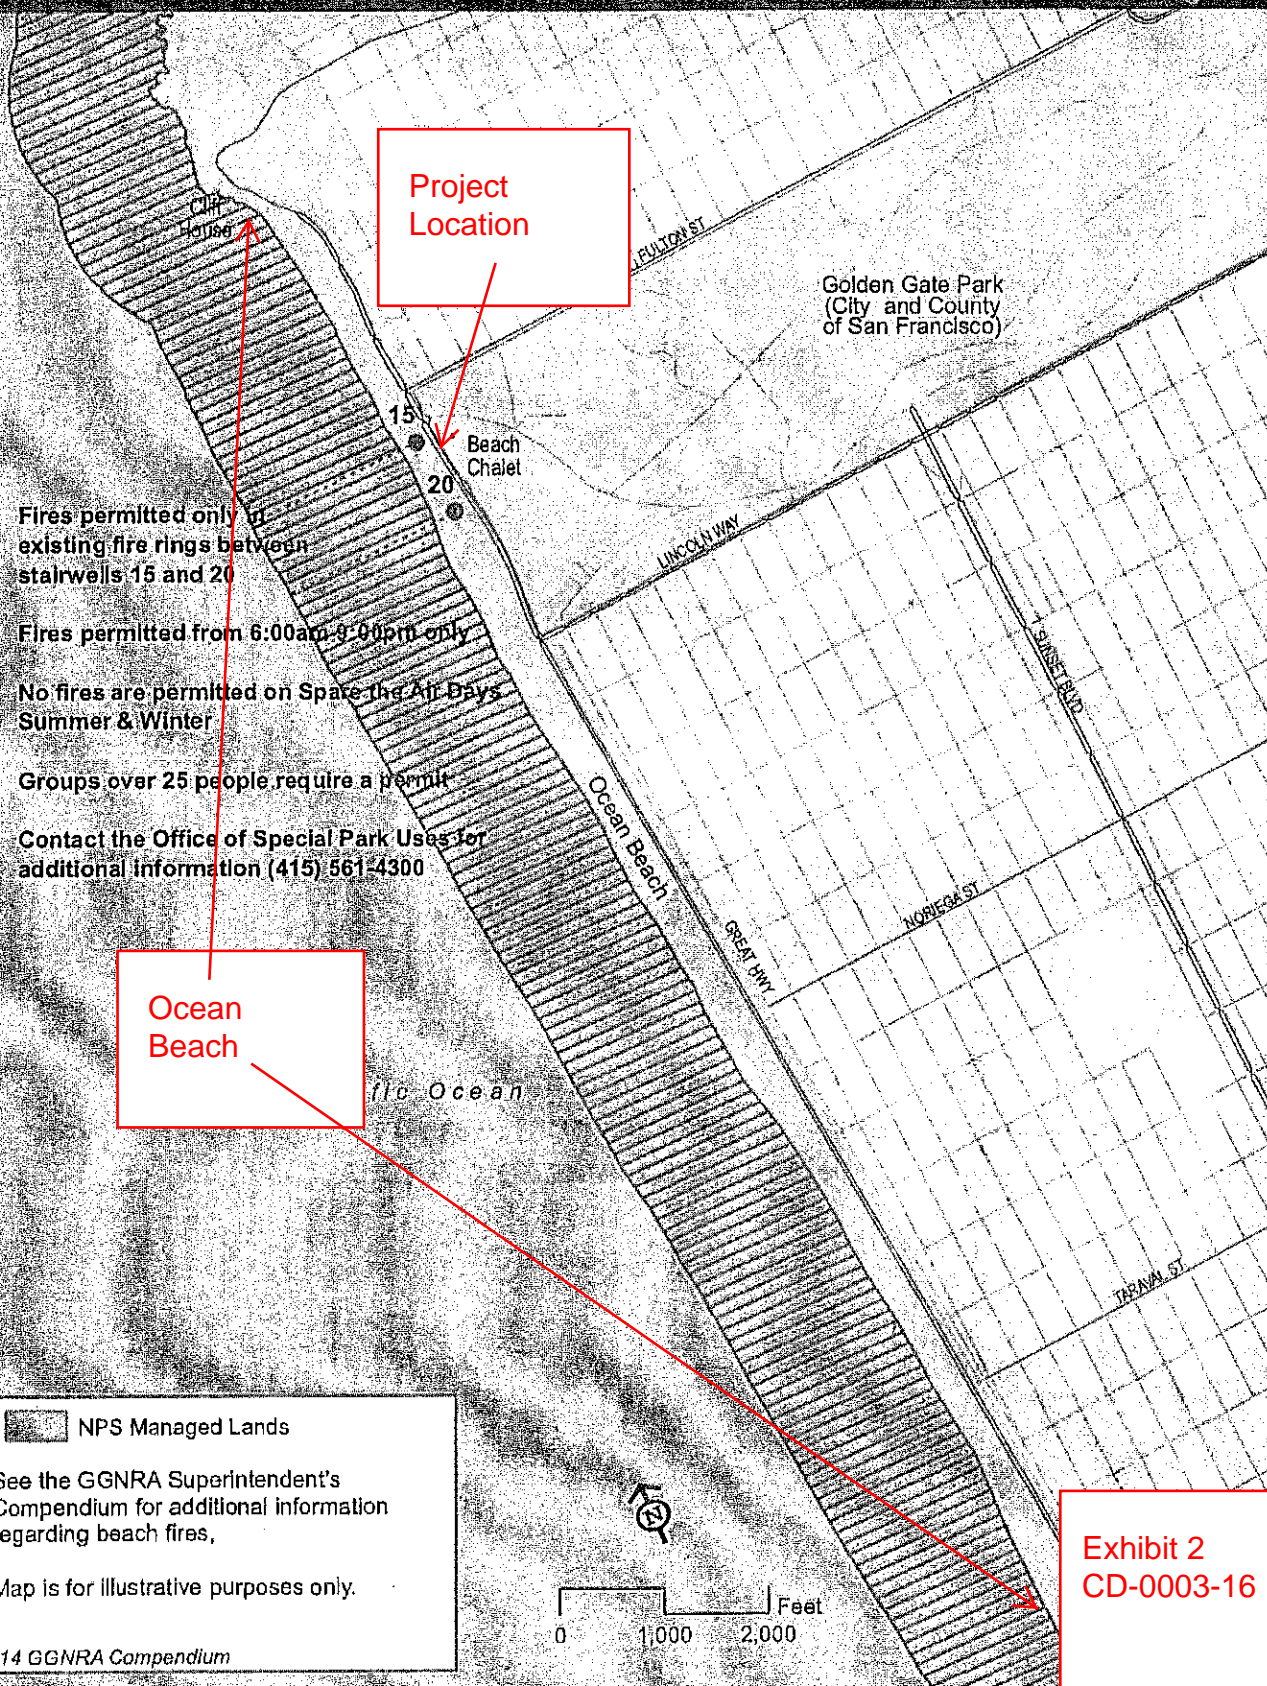 Cliff
House
Project
Location
FULTON ST
Golden Gate Park
(City and County
of San Francisco)
15
Beach
Chalet
20
Fires permitted only in
existing fire rings between
stairwells 15 and 20
LINCOLN WAY
Fires permitted from 6:00am-9:00pm only
SUNSET BLVD
No fires are permitted on Spare the Air Days
Summer & Winter
Groups over 25 people require a permit
Contact the Office of Special Park Uses for
additional information (415) 561-4300
Ocean Beach
NORIEGA ST
GREAT HWY
Ocean
Beach
fic Ocean
TARAVAL ST
NPS Managed Lands
See the GGNRA Superintendent's
Compendium for additional information
egarding beach fires,
Map is for illustrative purposes only.
14 GGNRA Compendium
N
Feet
0 1,000 2,000
Exhibit 2
CD-0003-16